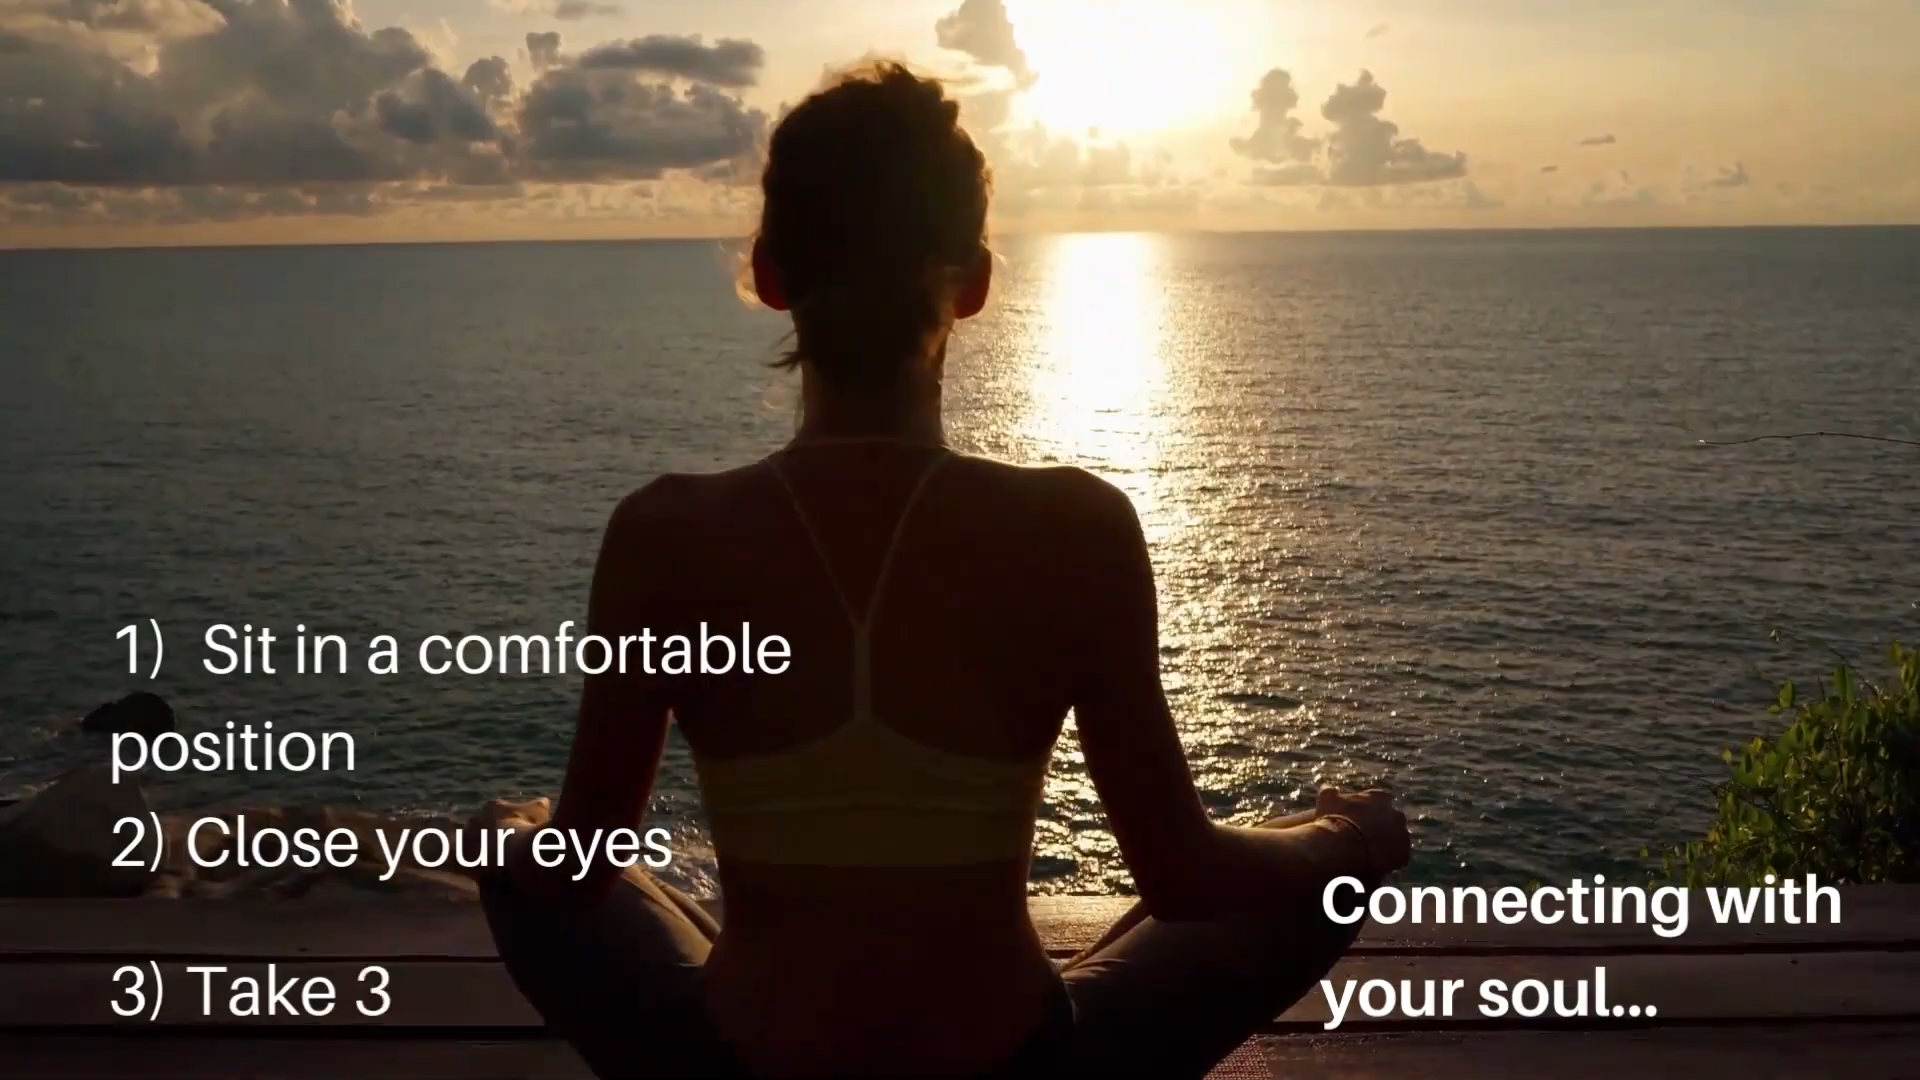 1) Sit in a comfortable
position
2) Close your eyes
3) Take 3
Connecting with
your soul...